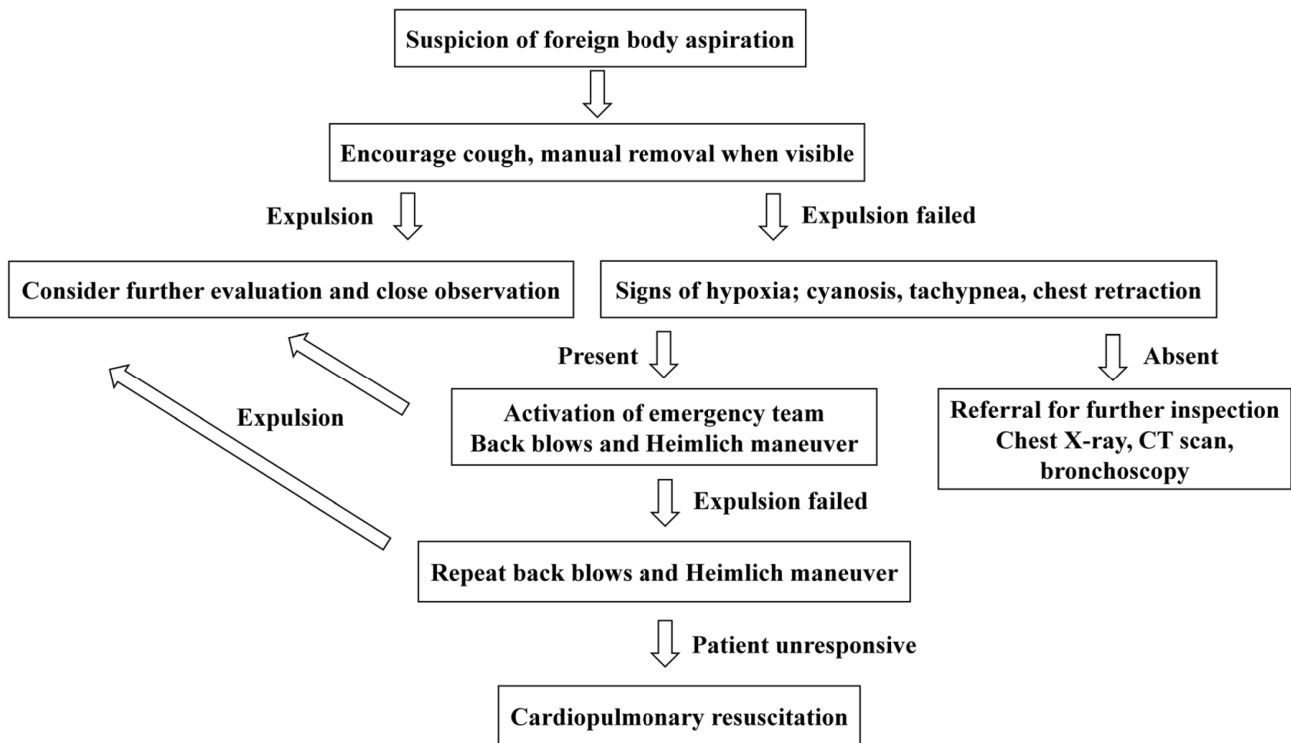 Suspicion of foreign body aspiration
Encourage cough, manual removal when visible
Expulsion
Expulsion failed
Consider further evaluation and close observation
Signs of hypoxia; cyanosis, tachypnea, chest retraction
Present
Absent
Expulsion
Activation of emergency team
Back blows and Heimlich maneuver
Referral for further inspection
Chest X-ray, CT scan,
bronchoscopy
Expulsion failed
Repeat back blows and Heimlich maneuver
Patient unresponsive
Cardiopulmonary resuscitation